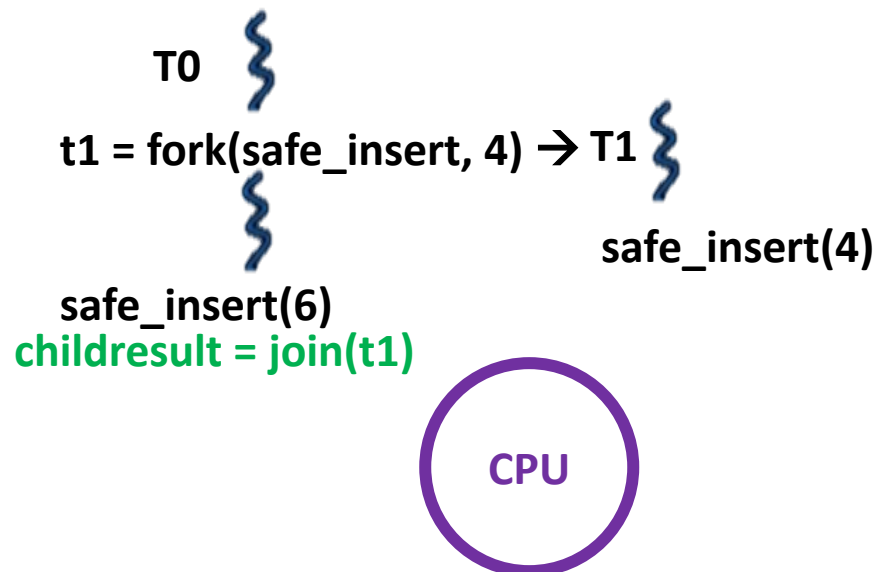 T0
t1 = fork(safe_insert, 4) → T1
safe_insert(4)
safe_insert(6)
childresult = join(t1)
CPU